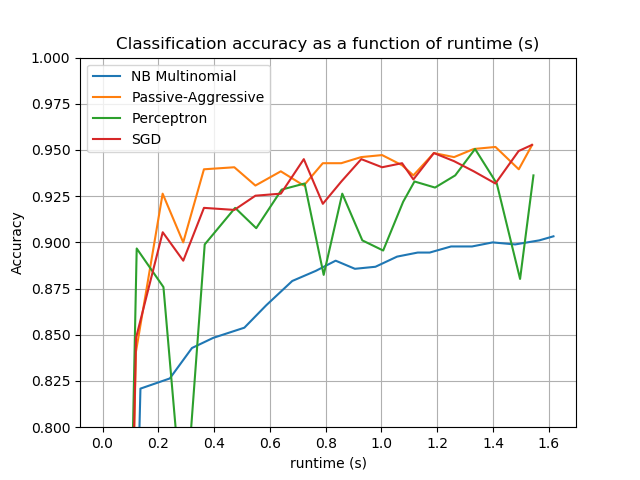 Classification accuracy as a function of runtime (s)
1.000
0.975
0.950
0.925
0.900
0.875
0.850
0.825
0.800
Accuracy
NB Multinomial
Passive-Aggressive
Perceptron
SGD
0.0 0.2 0.4 0.6 0.8 1.0 1.2 1.4 1.6
runtime (s)